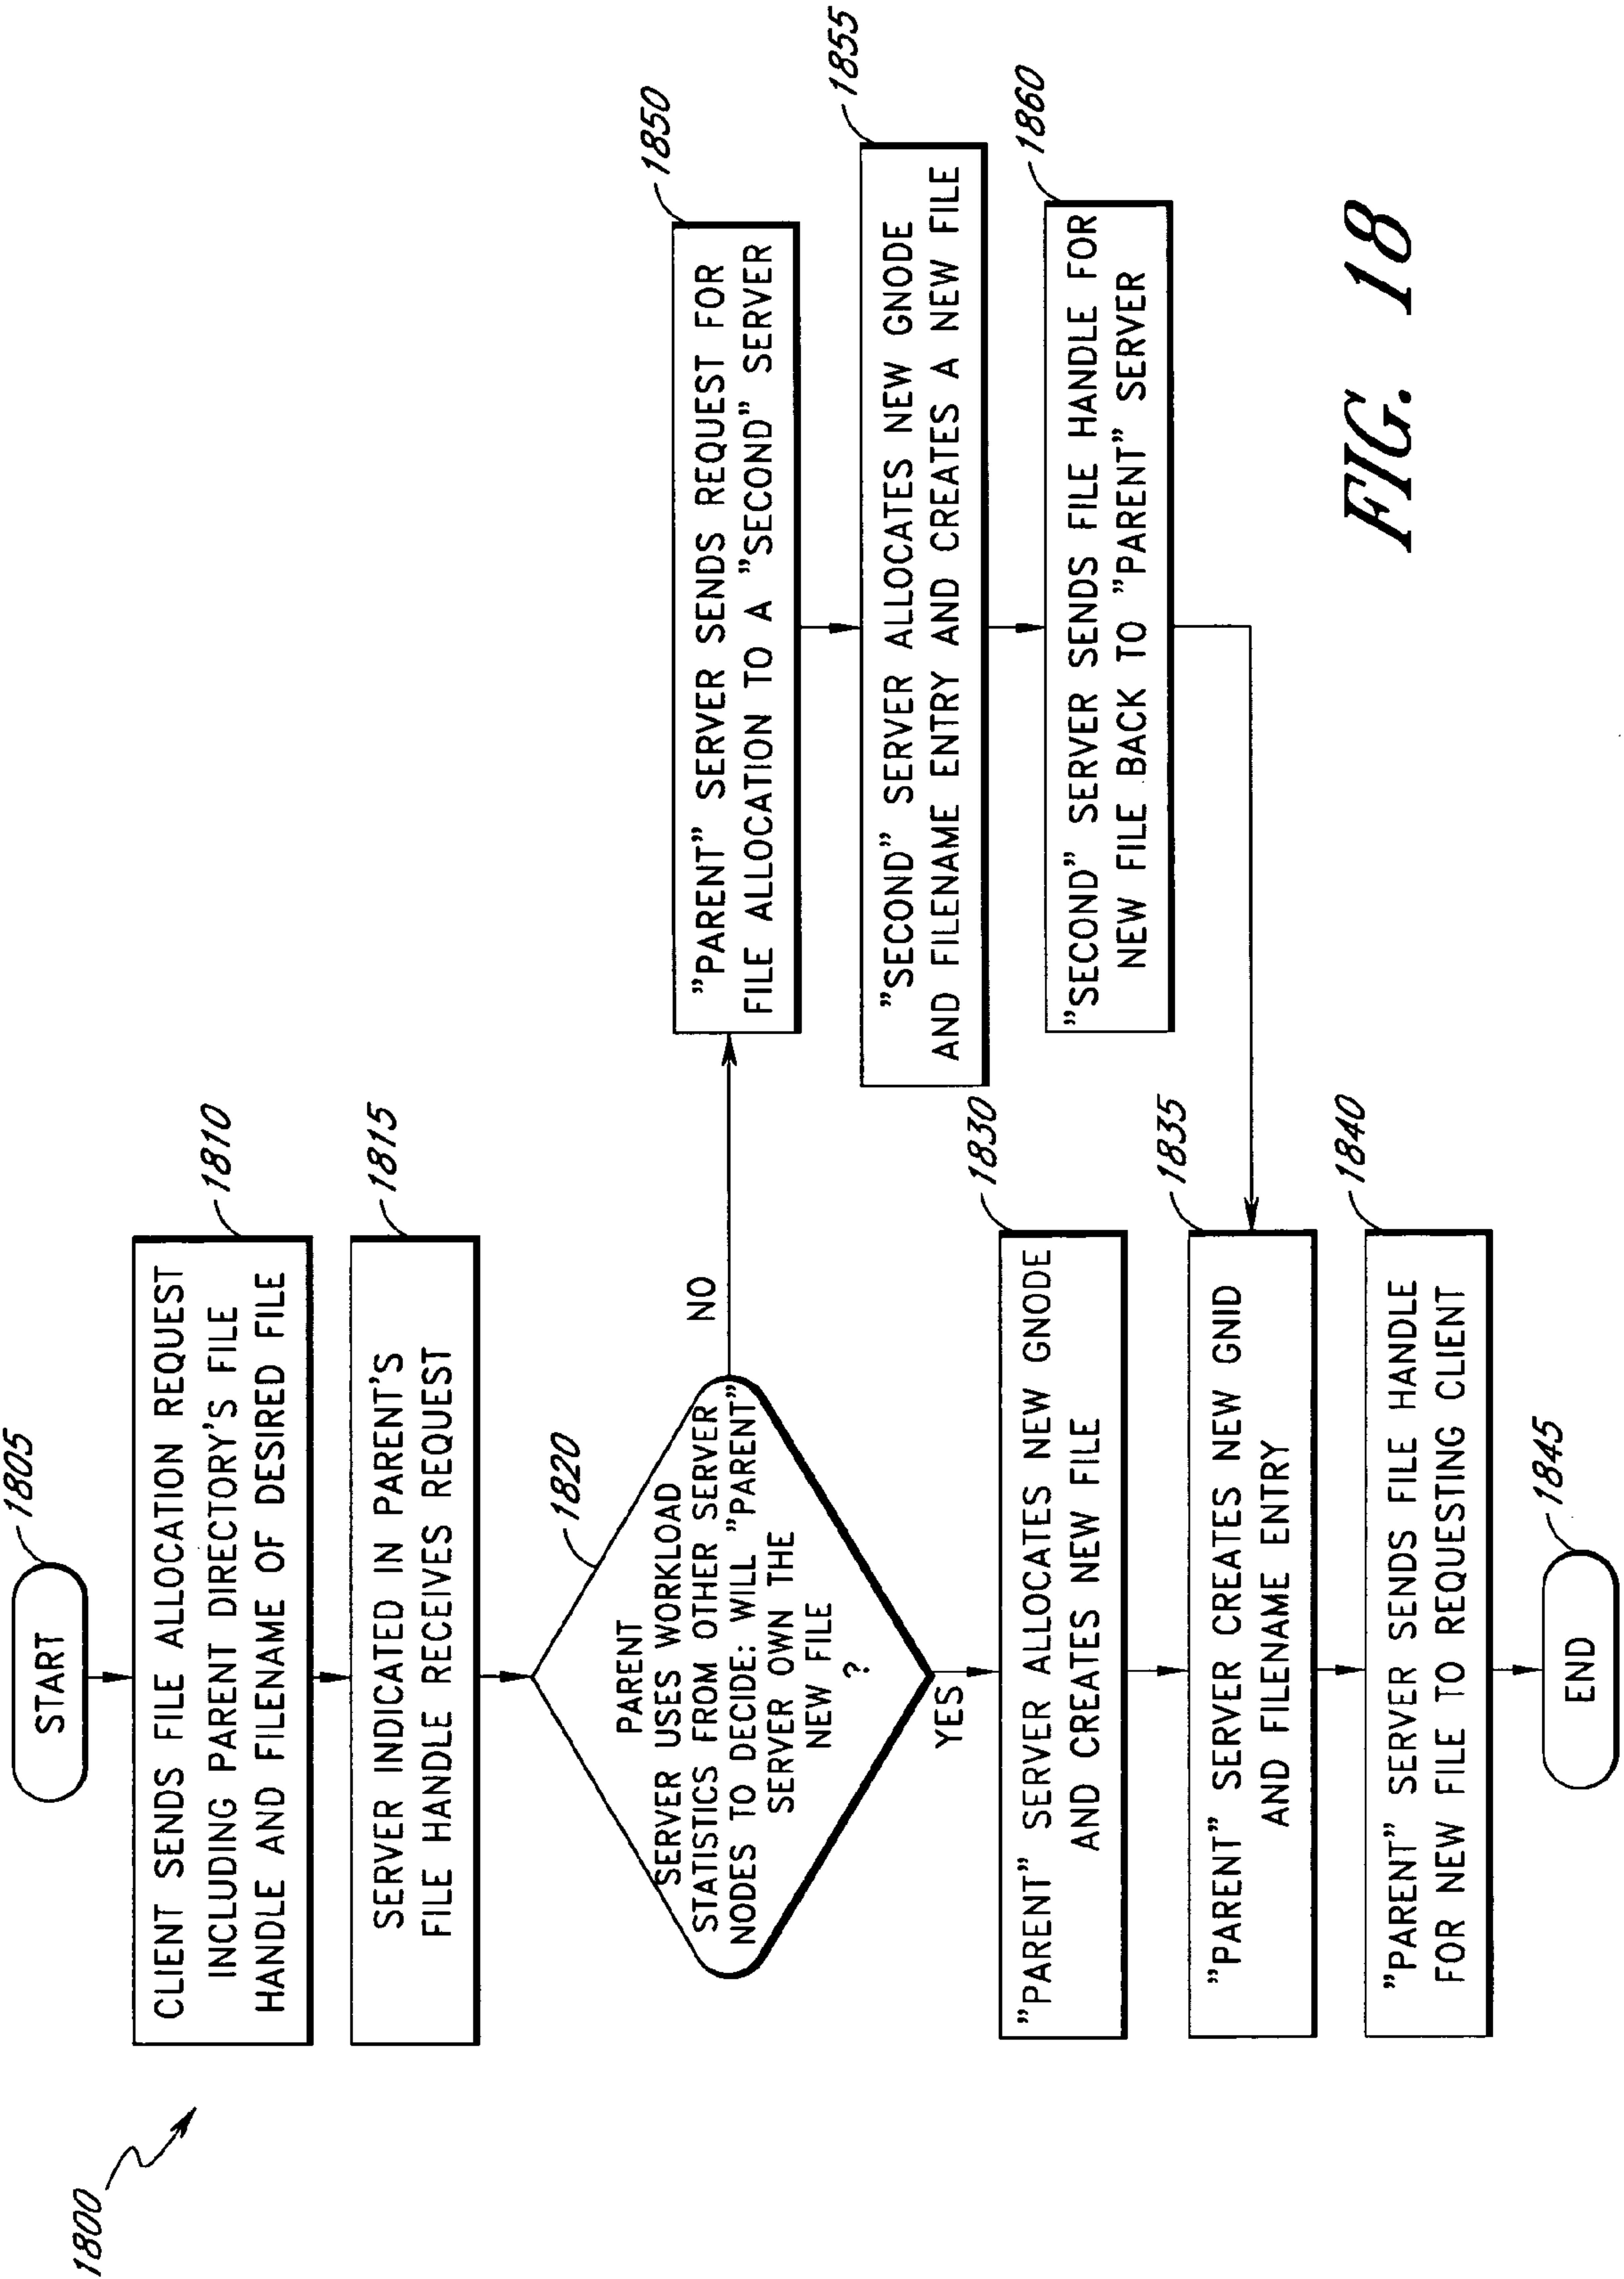 1800
START
1805
CLIENT SENDS FILE ALLOCATION REQUEST
INCLUDING PARENT DIRECTORY'S FILE
HANDLE AND FILENAME OF DESIRED FILE
1810
SERVER INDICATED IN PARENT'S
FILE HANDLE RECEIVES REQUEST
1815
PARENT
SERVER USES WORKLOAD
STATISTICS FROM OTHER SERVER
NODES TO DECIDE: WILL "PARENT"
SERVER OWN THE
NEW FILE
?
1820
NO
YES
"PARENT" SERVER ALLOCATES NEW GNODE
AND CREATES NEW FILE
1830
"PARENT" SERVER CREATES NEW GNID
AND FILENAME ENTRY
1835
"PARENT" SERVER SENDS FILE HANDLE
FOR NEW FILE TO REQUESTING CLIENT
1840
END
1845
"PARENT" SERVER SENDS REQUEST FOR
FILE ALLOCATION TO A "SECOND" SERVER
1850
"SECOND" SERVER ALLOCATES NEW GNODE
AND FILENAME ENTRY AND CREATES A NEW FILE
1855
"SECOND" SERVER SENDS FILE HANDLE FOR
NEW FILE BACK TO "PARENT" SERVER
1860
FIG. 18